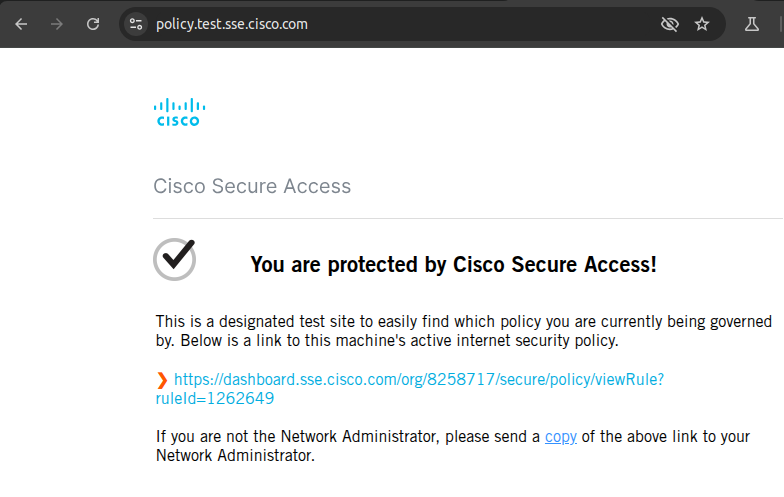 policy.test.sse.cisco.com
CISCO
Cisco Secure Access
You are protected by Cisco Secure Access!
This is a designated test site to easily find which policy you are currently being governed
by. Below is a link to this machine's active internet security policy.
❯ https://dashboard.sse.cisco.com/org/8258717/secure/policy/viewRule?
ruleId=1262649
If you are not the Network Administrator, please send a copy of the above link to your
Network Administrator.